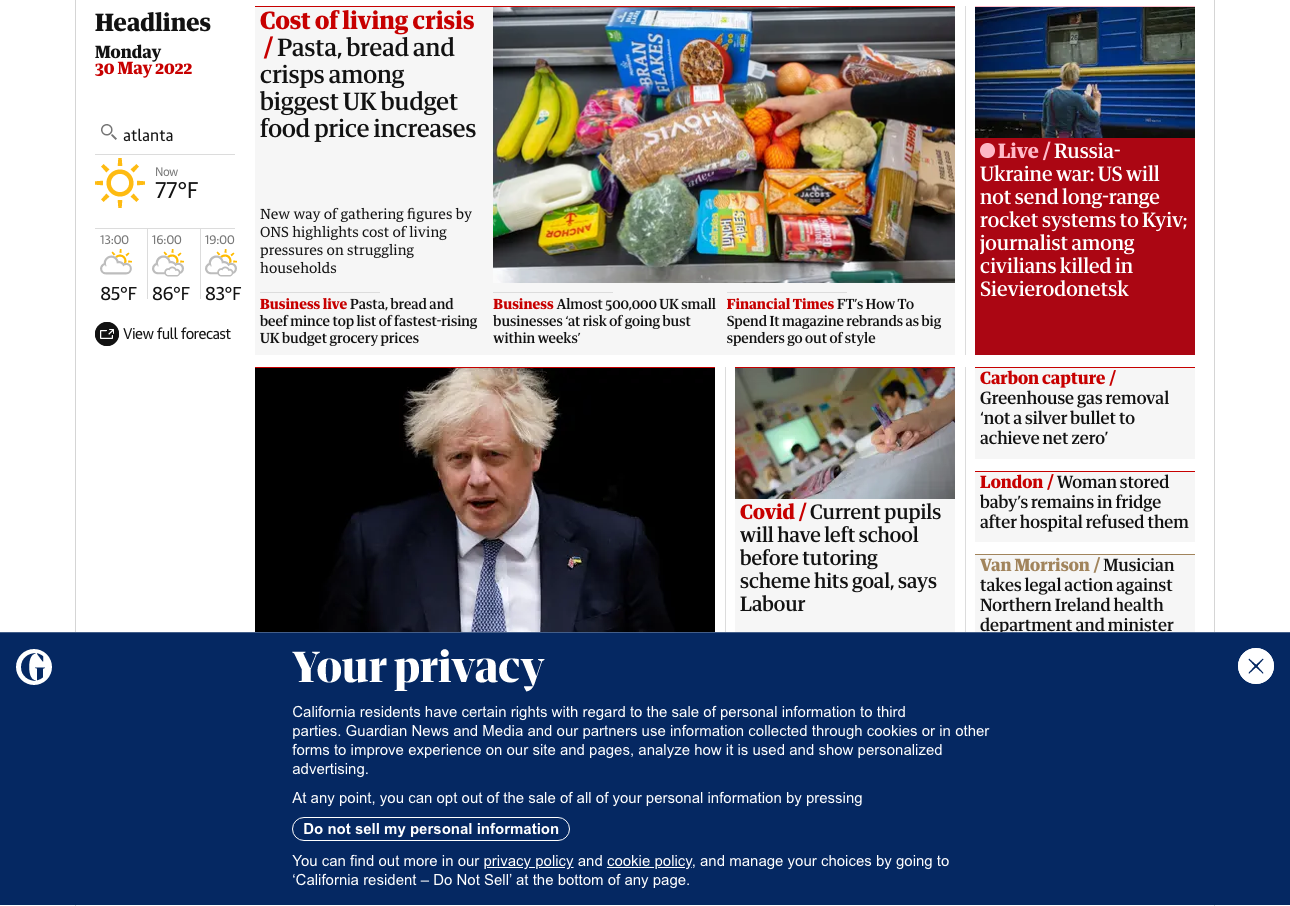 Headlines
Monday
30 May 2022
atlanta
Now
77°F
13:00
16:00
19:00
85°F
86°F
83°F
View full forecast
Cost of living crisis
/ Pasta, bread and
crisps among
biggest UK budget
food price increases
New way of gathering figures by
ONS highlights cost of living
pressures on struggling
households
BRAN
FLAKES
HOVIS
ANCHOR
LUNCH
JACOB'S
Business live Pasta, bread and
beef mince top list of fastest-rising
UK budget grocery prices
Business Almost 500,000 UK small
businesses ‘at risk of going bust
within weeks’
Financial Times FT’s How To
Spend It magazine rebrands as big
spenders go out of style
Live / Russia-
Ukraine war: US will
not send long-range
rocket systems to Kyiv;
journalist among
civilians killed in
Sievierodonetsk
Covid / Current pupils
will have left school
before tutoring
scheme hits goal, says
Labour
Carbon capture /
Greenhouse gas removal
‘not a silver bullet to
achieve net zero’
London / Woman stored
baby’s remains in fridge
after hospital refused them
Van Morrison / Musician
takes legal action against
Northern Ireland health
department and minister
G
Your privacy
California residents have certain rights with regard to the sale of personal information to third
parties. Guardian News and Media and our partners use information collected through cookies or in other
forms to improve experience on our site and pages, analyze how it is used and show personalized
advertising.
At any point, you can opt out of the sale of all of your personal information by pressing
Do not sell my personal information
You can find out more in our privacy policy and cookie policy, and manage your choices by going to
‘California resident – Do Not Sell’ at the bottom of any page.